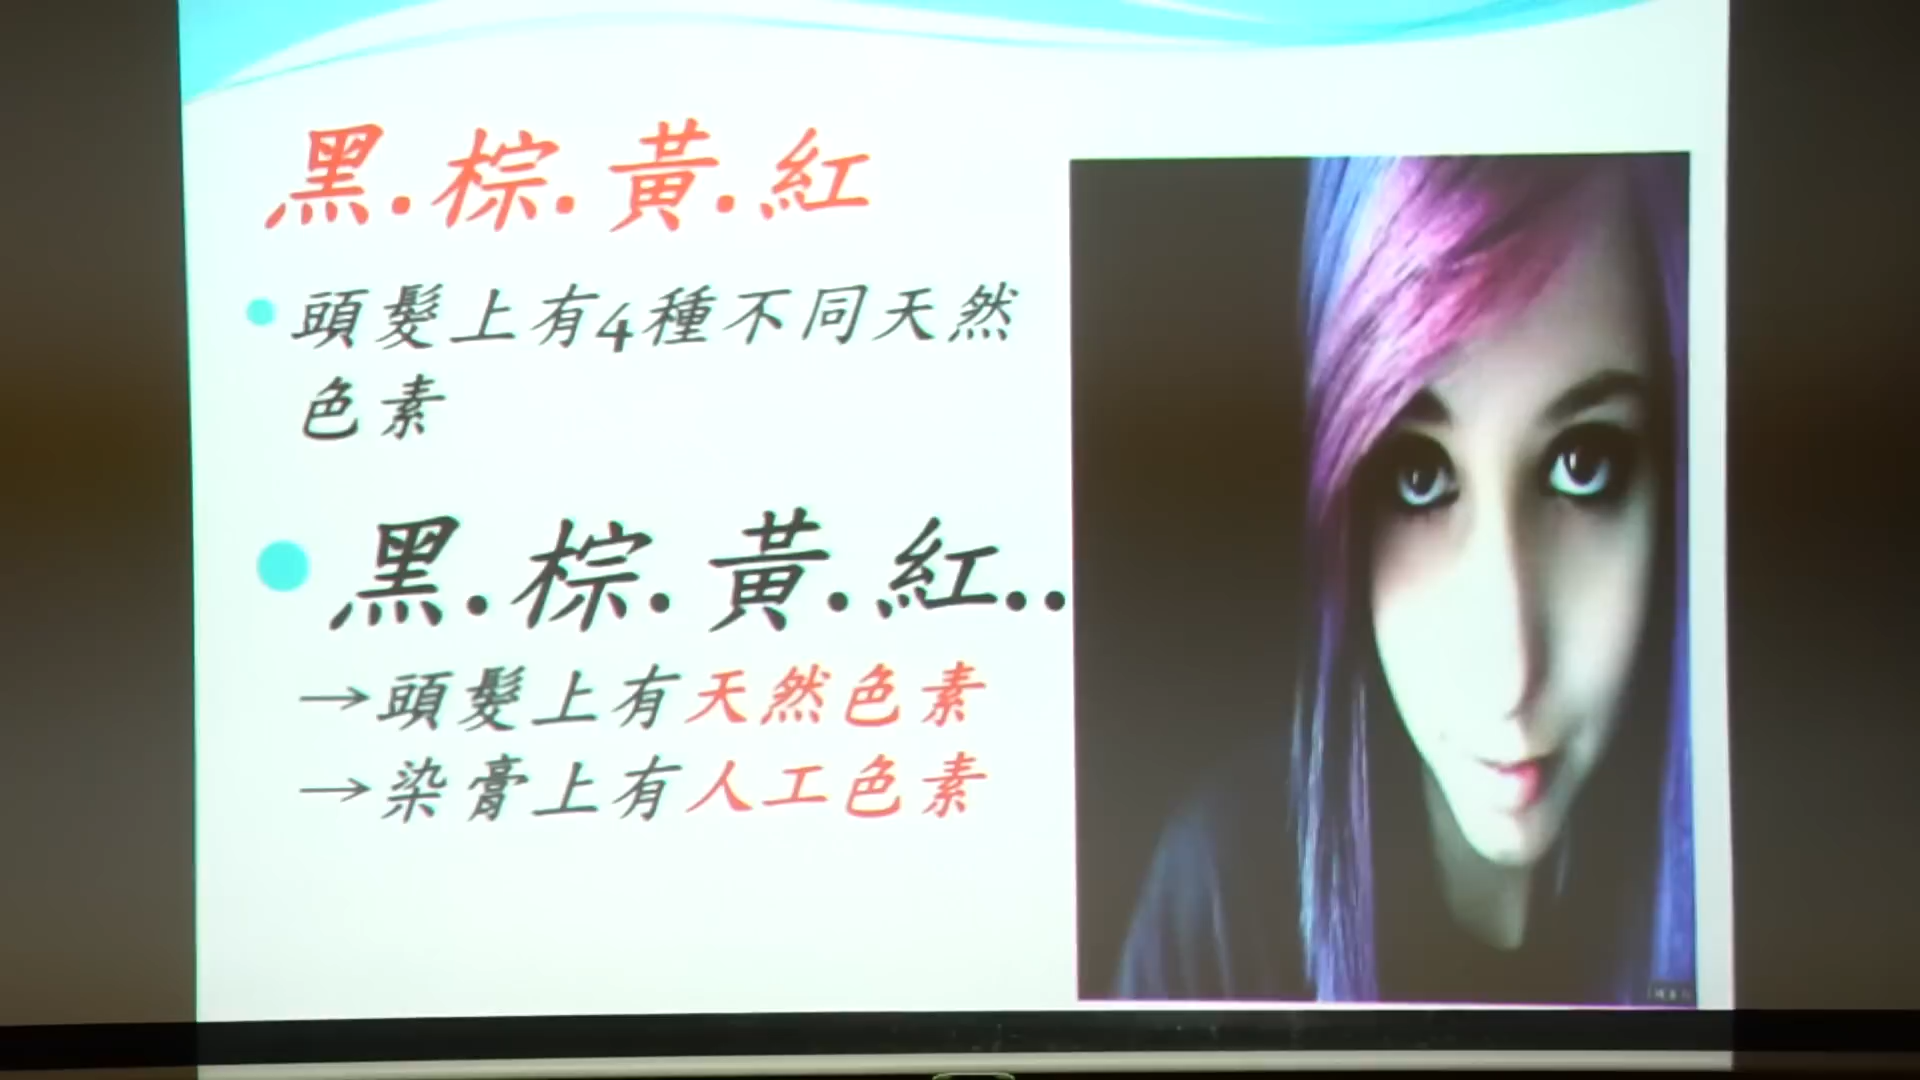 黑.棕.黃.紅
頭髮上有4種不同天然
色素
黑.棕.黃.紅..
→頭髮上有天然色素
→染膏上有人工色素